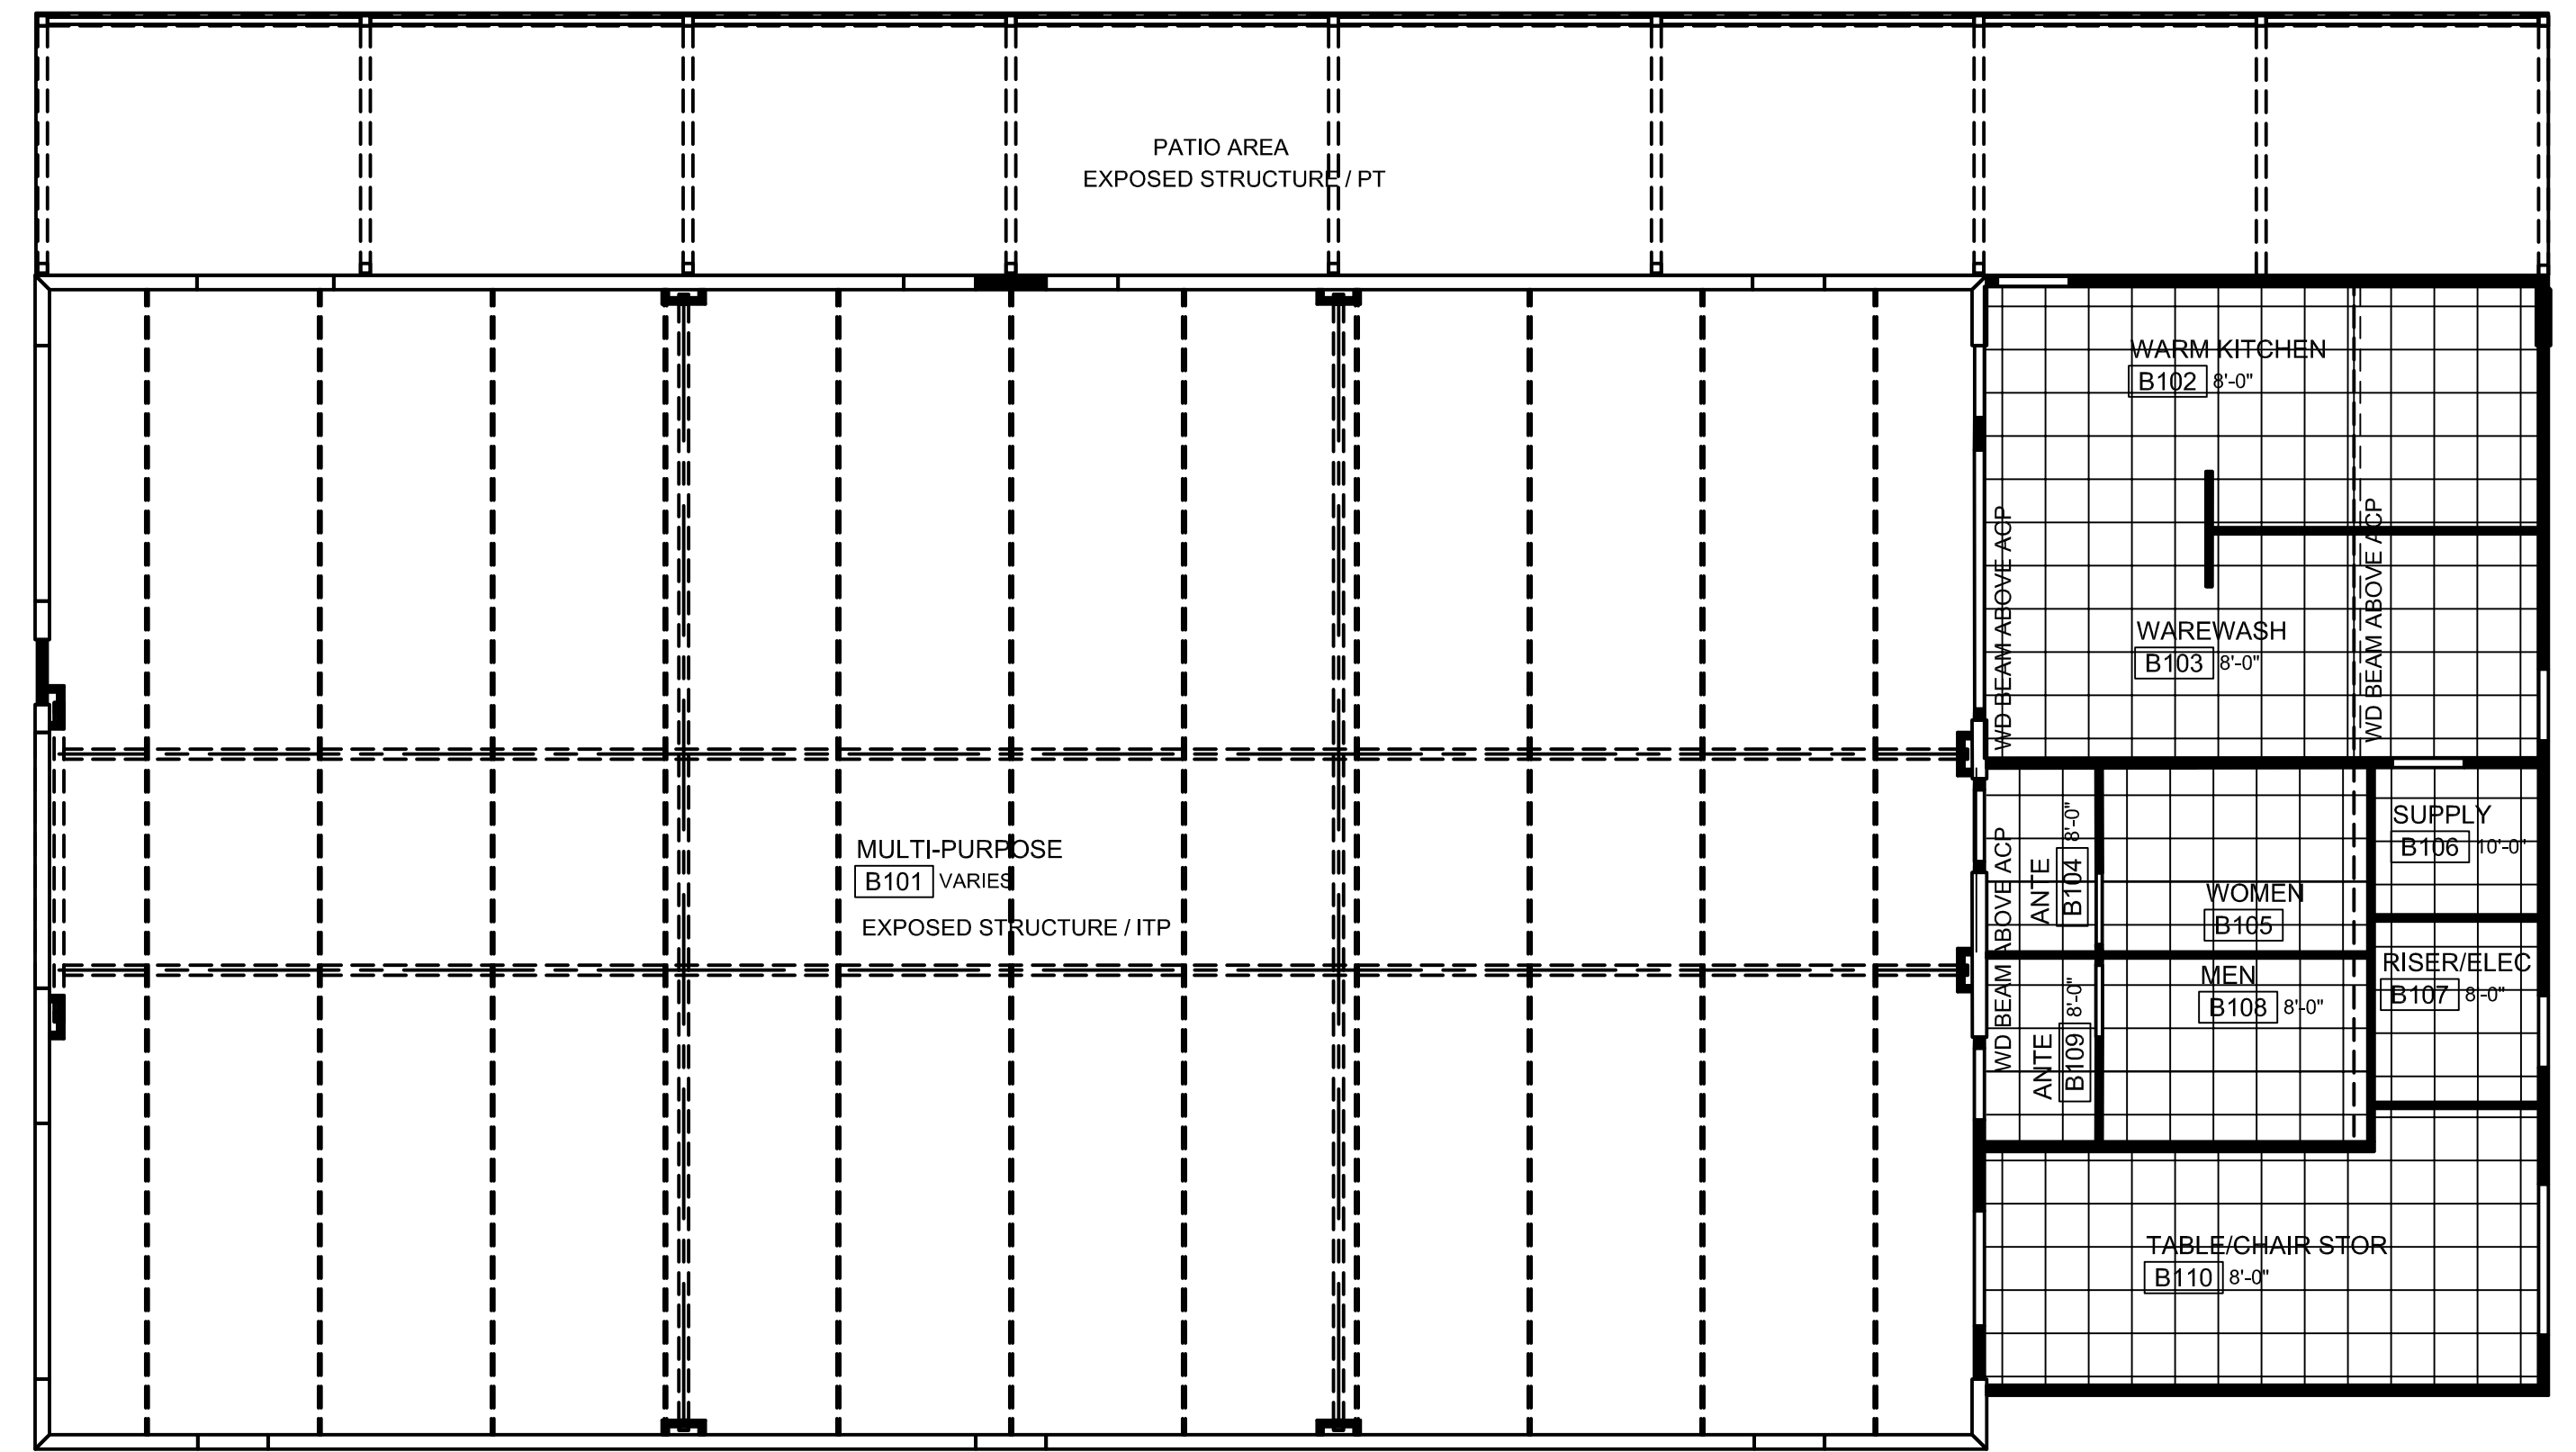 PATIO AREA
EXPOSED STRUCTURE / PT
WARM KITCHEN
B102 8'-0"
WD BEAM ABOVE ACP
WD BEAM ABOVE ACP
WAREWASH
B103 8'-0"
MULTI-PURPOSE
B101 VARIES
EXPOSED STRUCTURE / ITP
WD BEAM ABOVE ACP
ANTE
B104 8'-0"
WOMEN
B105
SUPPLY
B106 10'-0"
ANTE
B109 8'-0"
MEN
B108 8'-0"
RISER/ELEC
B107 8'-0"
TABLE/CHAIR STOR
B110 8'-0"